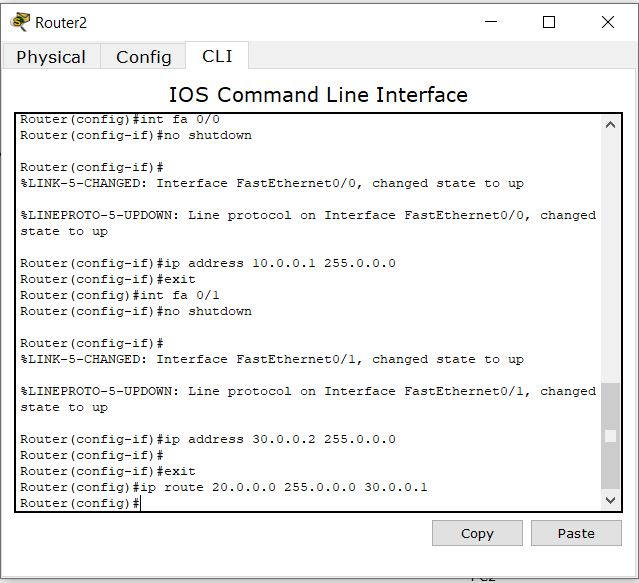 Router2
Physical Config CLI
IOS Command Line Interface
Router(config)#int fa 0/0
Router(config-if)#no shutdown
Router(config-if)#
%LINK-5-CHANGED: Interface FastEthernet0/0, changed state to up
%LINEPROTO-5-UPDOWN: Line protocol on Interface FastEthernet0/0, changed
state to up
Router(config-if)#ip address 10.0.0.1 255.0.0.0
Router(config-if)#exit
Router(config)#int fa 0/1
Router(config-if)#no shutdown
Router(config-if)#
%LINK-5-CHANGED: Interface FastEthernet0/1, changed state to up
%LINEPROTO-5-UPDOWN: Line protocol on Interface FastEthernet0/1, changed
state to up
Router(config-if)#ip address 30.0.0.2 255.0.0.0
Router(config-if)#
Router(config-if)#exit
Router(config)#ip route 20.0.0.0 255.0.0.0 30.0.0.1
Router(config)#
Copy Paste